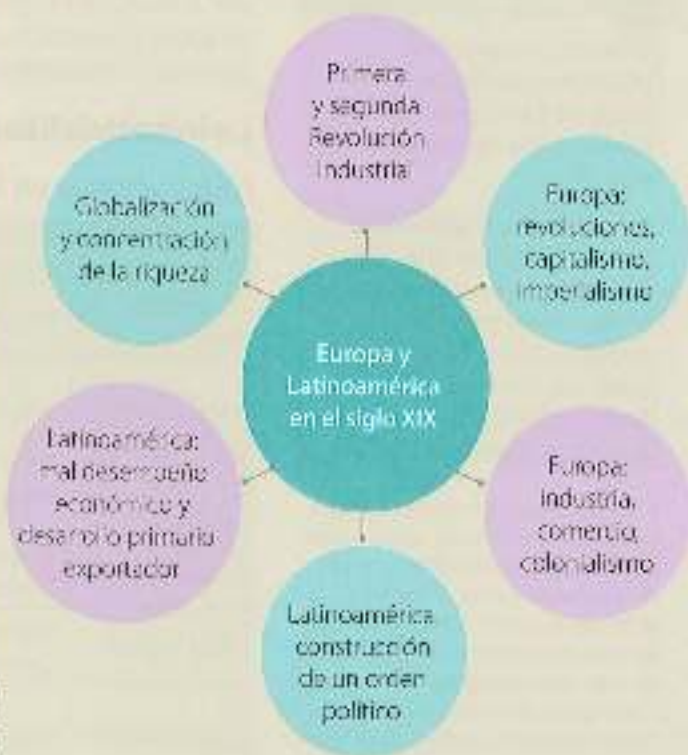 Primera
y segunda
Revolución
Industrial
Europa:
revoluciones,
capitalismo,
imperialismo
Globalización
y concentración
de la riqueza
Europa y
Latinoamérica
en el siglo XIX
Latinoamérica:
mal desempeño
económico y
desarrollo primario
exportador
Europa:
industria,
comercio,
colonialismo
Latinoamérica:
construcción
de un orden
político